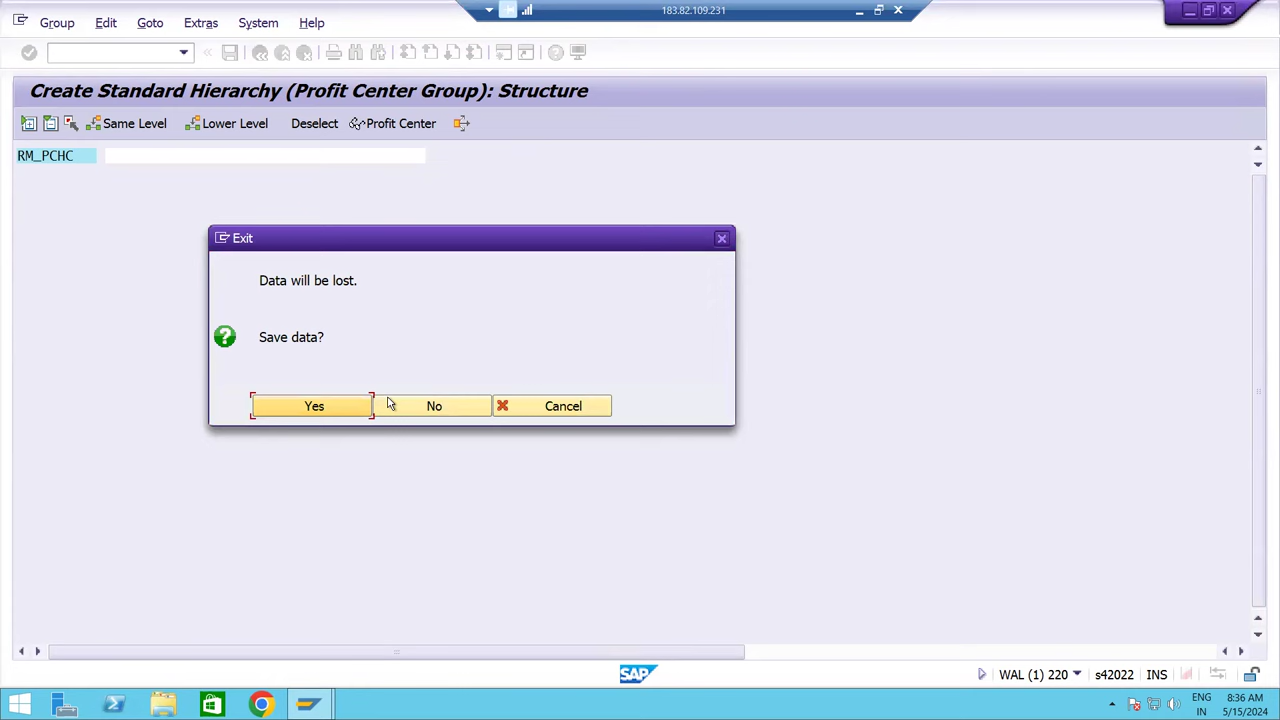 183.82.109.231
Group Edit Goto Extras System Help
Create Standard Hierarchy (Profit Center Group): Structure
Same Level Lower Level Deselect Profit Center
RM_PCHC
Exit
Data will be lost.
Save data?
Yes No Cancel
SAP WAL (1) 220 s42022 INS
ENG 8:36 AM
IN 5/15/2024